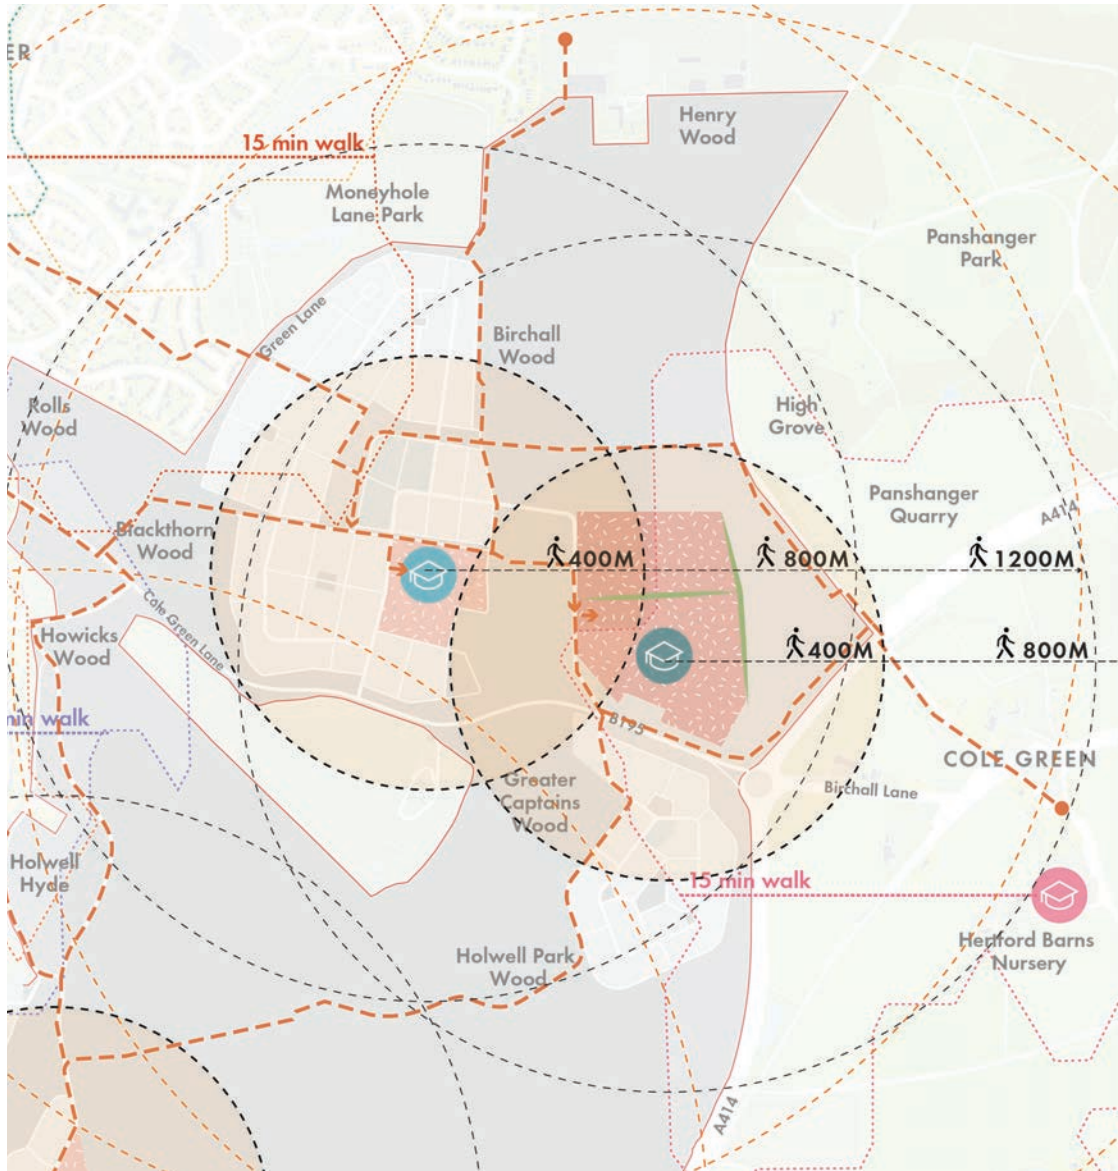 ER
Henry
Wood
15 min walk
Moneyhole
Lane Park
Panshanger
Park
Green Lane
Birchall
Wood
Rolls
Wood
High
Grove
Panshanger
Quarry
A414
Blackthorn
Wood
400M
800M
1200M
Cole Green Lane
Howicks
Wood
400M
800M
min walk
B195
COLE GREEN
Greater
Captains
Wood
Birchall Lane
Holwell
Hyde
15 min walk
Hertford Barns
Nursery
Holwell Park
Wood
A414